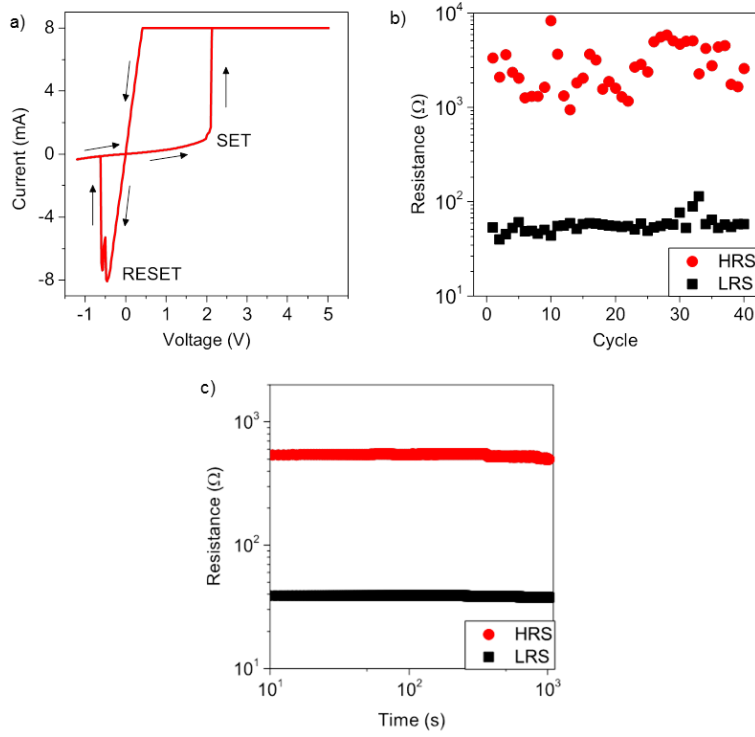 a)
8
4
0
-4
-8
Current (mA)
SET
RESET
-1
0
1
2
3
4
5
Voltage (V)
b)
10⁴
10³
10²
10¹
Resistance (Ω)
HRS
LRS
0
10
20
30
40
Cycle
c)
10³
10²
10¹
Resistance (Ω)
HRS
LRS
10¹
10²
10³
Time (s)